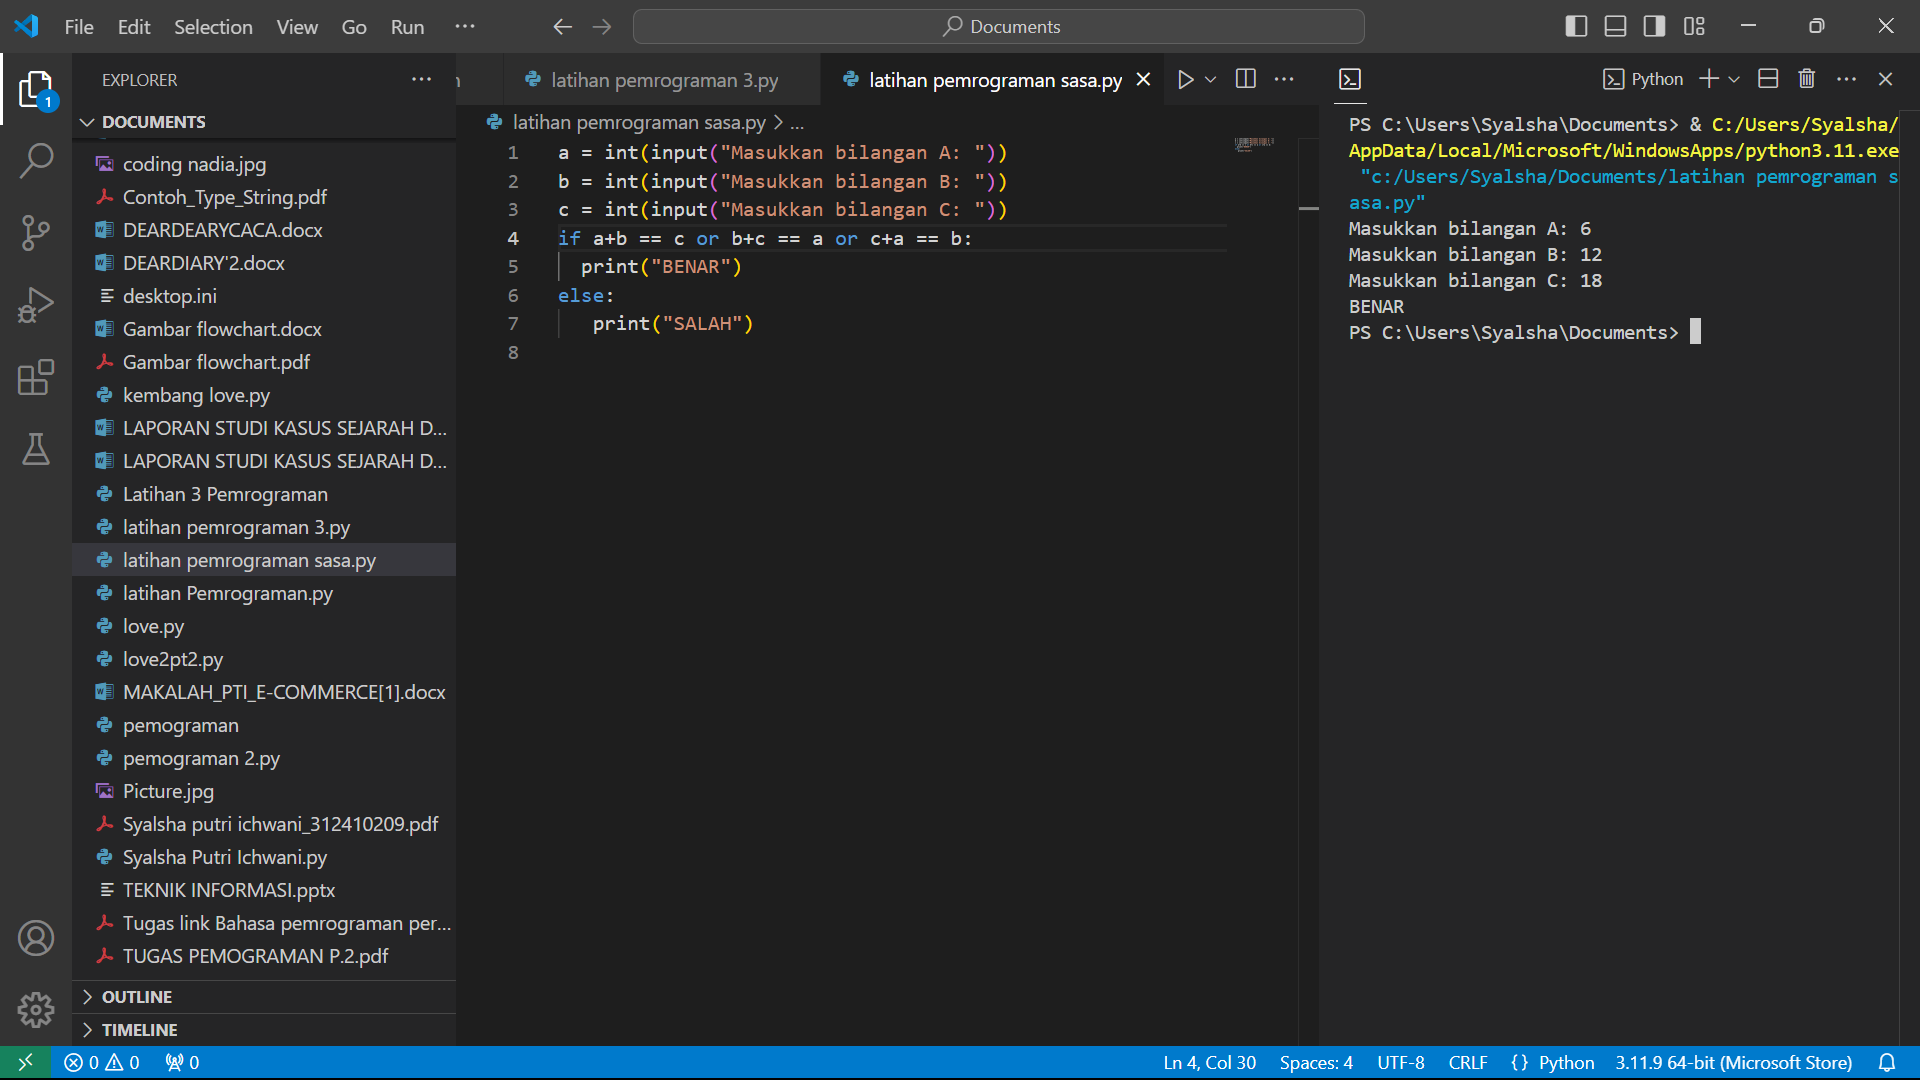 File Edit Selection View Go Run ···
Documents
EXPLORER ···
1
DOCUMENTS
coding nadia.jpg
Contoh_Type_String.pdf
DEARDEARYCACA.docx
DEARDIARY'2.docx
desktop.ini
Gambar flowchart.docx
Gambar flowchart.pdf
kembang love.py
LAPORAN STUDI KASUS SEJARAH D...
LAPORAN STUDI KASUS SEJARAH D...
Latihan 3 Pemrograman
latihan pemrograman 3.py
latihan pemrograman sasa.py
latihan Pemrograman.py
love.py
love2pt2.py
MAKALAH_PTI_E-COMMERCE[1].docx
pemograman
pemograman 2.py
Picture.jpg
Syalsha putri ichwani_312410209.pdf
Syalsha Putri Ichwani.py
TEKNIK INFORMASI.pptx
Tugas link Bahasa pemrograman per...
TUGAS PEMOGRAMAN P.2.pdf
OUTLINE
TIMELINE
latihan pemrograman 3.py latihan pemrograman sasa.py
latihan pemrograman sasa.py > ...
1 a = int(input("Masukkan bilangan A: "))
2 b = int(input("Masukkan bilangan B: "))
3 c = int(input("Masukkan bilangan C: "))
4 if a+b == c or b+c == a or c+a == b:
5 print("BENAR")
6 else:
7 print("SALAH")
8
Python
PS C:\Users\Syalsha\Documents> & C:/Users/Syalsha/
AppData/Local/Microsoft/WindowsApps/python3.11.exe
"c:/Users/Syalsha/Documents/latihan pemrograman s
asa.py"
Masukkan bilangan A: 6
Masukkan bilangan B: 12
Masukkan bilangan C: 18
BENAR
PS C:\Users\Syalsha\Documents>
0 0 0 Ln 4, Col 30 Spaces: 4 UTF-8 CRLF {} Python 3.11.9 64-bit (Microsoft Store)